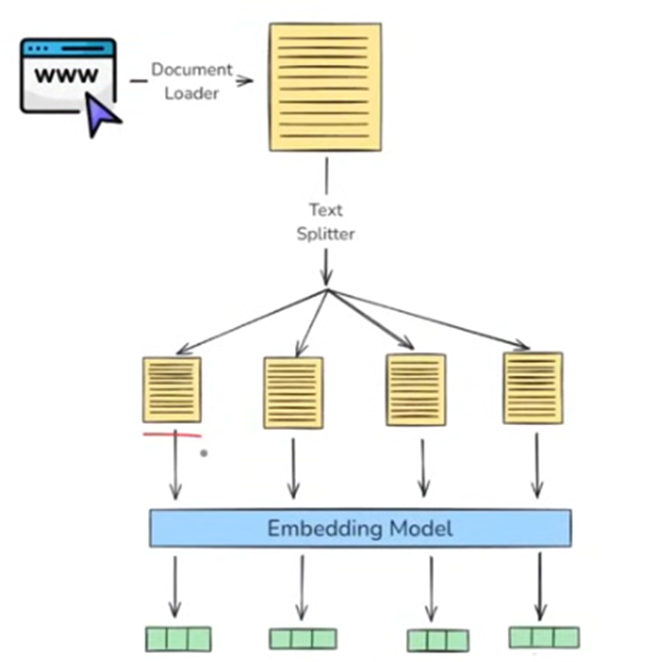 www
Document
Loader
Text
Splitter
Embedding Model